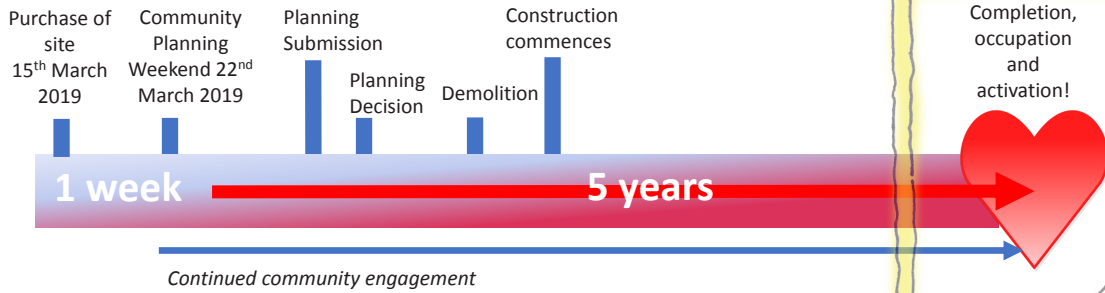 Purchase of
site
15th March
2019
Community
Planning
Weekend 22nd
March 2019
Planning
Submission
Planning
Decision
Demolition
Construction
commences
Completion,
occupation
and
activation!
1 week
5 years
Continued community engagement